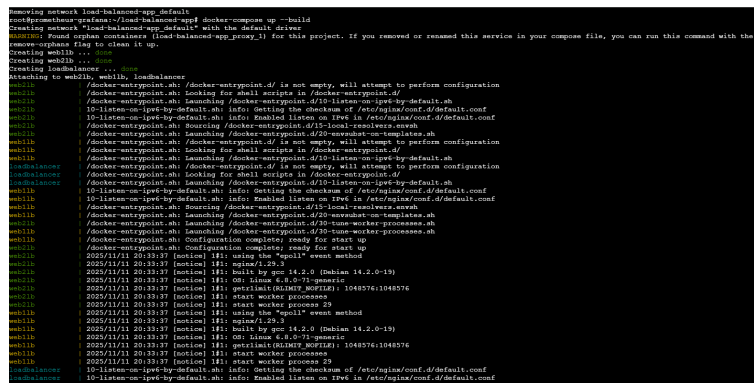 Removing network load-balanced-app_default
root@prometheus-grafana:~/load-balanced-app# docker-compose up --build
Creating network "load-balanced-app_default" with the default driver
WARNING: Found orphan containers (load-balanced-app_proxy_1) for this project. If you removed or renamed this service in your compose file, you can run this command with the
remove-orphans flag to clean it up.
Creating web1lb ... done
Creating web2lb ... done
Creating loadbalancer ... done
Attaching to web2lb, web1lb, loadbalancer
web2lb | /docker-entrypoint.sh: /docker-entrypoint.d/ is not empty, will attempt to perform configuration
web2lb | /docker-entrypoint.sh: Looking for shell scripts in /docker-entrypoint.d/
web2lb | /docker-entrypoint.sh: Launching /docker-entrypoint.d/10-listen-on-ipv6-by-default.sh
web2lb | 10-listen-on-ipv6-by-default.sh: info: Getting the checksum of /etc/nginx/conf.d/default.conf
web2lb | 10-listen-on-ipv6-by-default.sh: info: Enabled listen on IPv6 in /etc/nginx/conf.d/default.conf
web2lb | /docker-entrypoint.sh: Sourcing /docker-entrypoint.d/15-local-resolvers.envsh
web2lb | /docker-entrypoint.sh: Launching /docker-entrypoint.d/20-envsubst-on-templates.sh
web1lb | /docker-entrypoint.sh: /docker-entrypoint.d/ is not empty, will attempt to perform configuration
web1lb | /docker-entrypoint.sh: Looking for shell scripts in /docker-entrypoint.d/
web1lb | /docker-entrypoint.sh: Launching /docker-entrypoint.d/10-listen-on-ipv6-by-default.sh
loadbalancer | /docker-entrypoint.sh: /docker-entrypoint.d/ is not empty, will attempt to perform configuration
loadbalancer | /docker-entrypoint.sh: Looking for shell scripts in /docker-entrypoint.d/
loadbalancer | /docker-entrypoint.sh: Launching /docker-entrypoint.d/10-listen-on-ipv6-by-default.sh
web1lb | 10-listen-on-ipv6-by-default.sh: info: Getting the checksum of /etc/nginx/conf.d/default.conf
web1lb | 10-listen-on-ipv6-by-default.sh: info: Enabled listen on IPv6 in /etc/nginx/conf.d/default.conf
web1lb | /docker-entrypoint.sh: Sourcing /docker-entrypoint.d/15-local-resolvers.envsh
web1lb | /docker-entrypoint.sh: Launching /docker-entrypoint.d/20-envsubst-on-templates.sh
web2lb | /docker-entrypoint.sh: Launching /docker-entrypoint.d/30-tune-worker-processes.sh
web1lb | /docker-entrypoint.sh: Launching /docker-entrypoint.d/30-tune-worker-processes.sh
web1lb | /docker-entrypoint.sh: Configuration complete; ready for start up
web2lb | /docker-entrypoint.sh: Configuration complete; ready for start up
web2lb | 2025/11/11 20:33:37 [notice] 1#1: using the "epoll" event method
web2lb | 2025/11/11 20:33:37 [notice] 1#1: nginx/1.29.3
web2lb | 2025/11/11 20:33:37 [notice] 1#1: built by gcc 14.2.0 (Debian 14.2.0-19)
web2lb | 2025/11/11 20:33:37 [notice] 1#1: OS: Linux 6.8.0-71-generic
web2lb | 2025/11/11 20:33:37 [notice] 1#1: getrlimit(RLIMIT_NOFILE): 1048576:1048576
web2lb | 2025/11/11 20:33:37 [notice] 1#1: start worker processes
web2lb | 2025/11/11 20:33:37 [notice] 1#1: start worker process 29
web1lb | 2025/11/11 20:33:37 [notice] 1#1: using the "epoll" event method
web1lb | 2025/11/11 20:33:37 [notice] 1#1: nginx/1.29.3
web1lb | 2025/11/11 20:33:37 [notice] 1#1: built by gcc 14.2.0 (Debian 14.2.0-19)
web1lb | 2025/11/11 20:33:37 [notice] 1#1: OS: Linux 6.8.0-71-generic
web1lb | 2025/11/11 20:33:37 [notice] 1#1: getrlimit(RLIMIT_NOFILE): 1048576:1048576
web1lb | 2025/11/11 20:33:37 [notice] 1#1: start worker processes
web1lb | 2025/11/11 20:33:37 [notice] 1#1: start worker process 29
loadbalancer | 10-listen-on-ipv6-by-default.sh: info: Getting the checksum of /etc/nginx/conf.d/default.conf
loadbalancer | 10-listen-on-ipv6-by-default.sh: info: Enabled listen on IPv6 in /etc/nginx/conf.d/default.conf